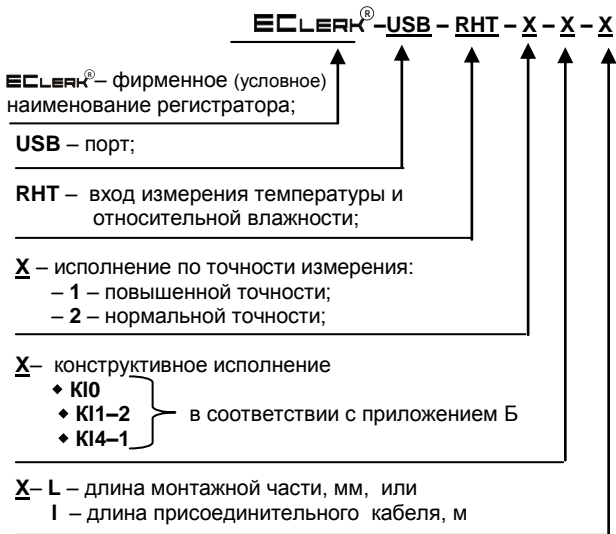 ECLERK®–USB – RHT – X – X – X
ECLERK®– фирменное (условное)
наименование регистратора;
USB – порт;
RHT – вход измерения температуры и
относительной влажности;
X – исполнение по точности измерения:
– 1 – повышенной точности;
– 2 – нормальной точности;
X– конструктивное исполнение
◆ KI0
◆ KI1–2 в соответствии с приложением Б
◆ KI4–1
X– L – длина монтажной части, мм, или
l – длина присоединительного кабеля, м